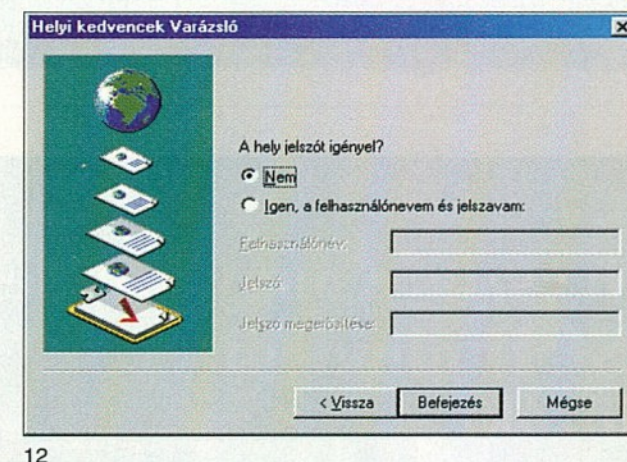 Helyi kedvencek Varázsló
A hely jelszót igényel?
Nem
Igen, a felhasználónevem és jelszavam:
Felhasználónév:
Jelszó:
Jelszó megerősítése:
< Vissza Befejezés Mégse
12